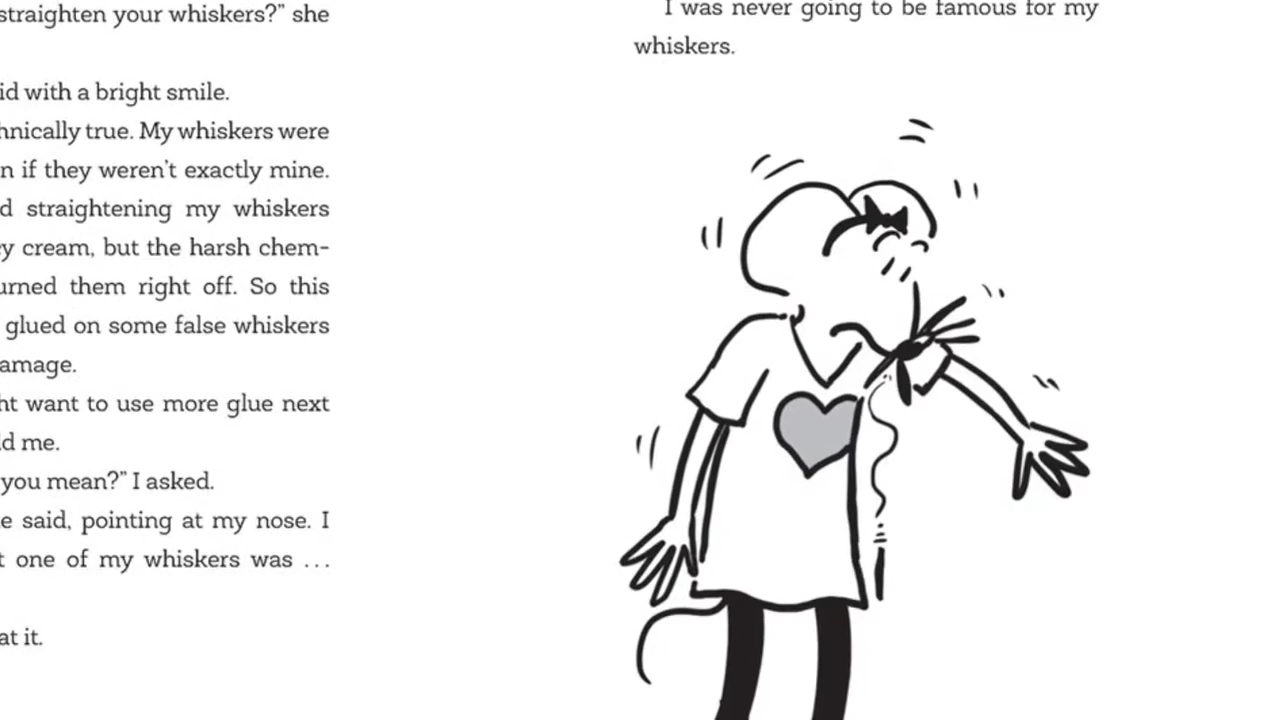 straighten your whiskers?” she
id with a bright smile.
hnically true. My whiskers were
n if they weren’t exactly mine.
d straightening my whiskers
cy cream, but the harsh chem-
urned them right off. So this
glued on some false whiskers
amage.
ht want to use more glue next
ld me.
you mean?” I asked.
e said, pointing at my nose. I
t one of my whiskers was . . .
at it.
I was never going to be famous for my
whiskers.